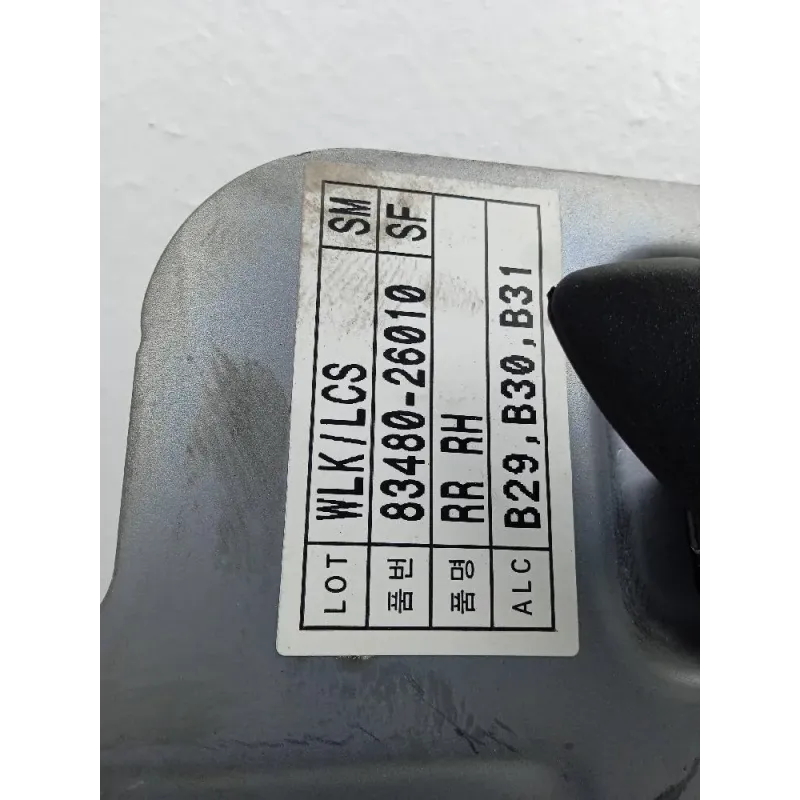 LOT WLK/LCS SM
품번 83480-26010 SF
품명 RR RH
ALC B29,B30,B31